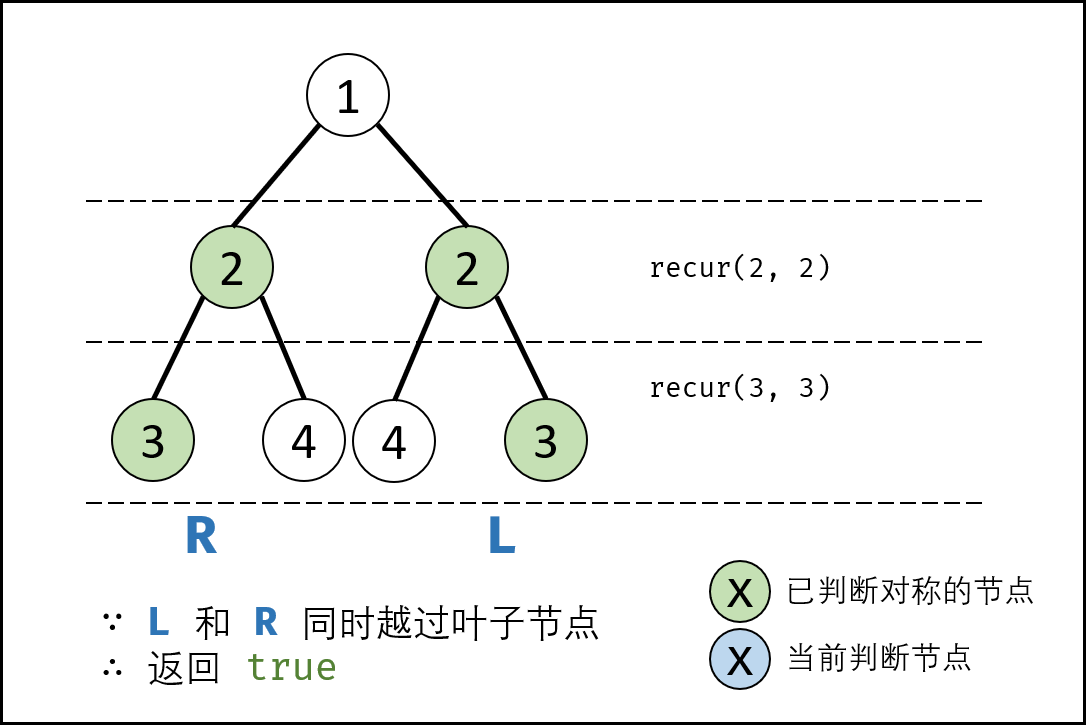 1
2 2 recur(2, 2)
recur(3, 3)
3 4 4 3
R L
∵ L 和 R 同时越过叶子节点
∴ 返回 true
X 已判断对称的节点
X 当前判断节点